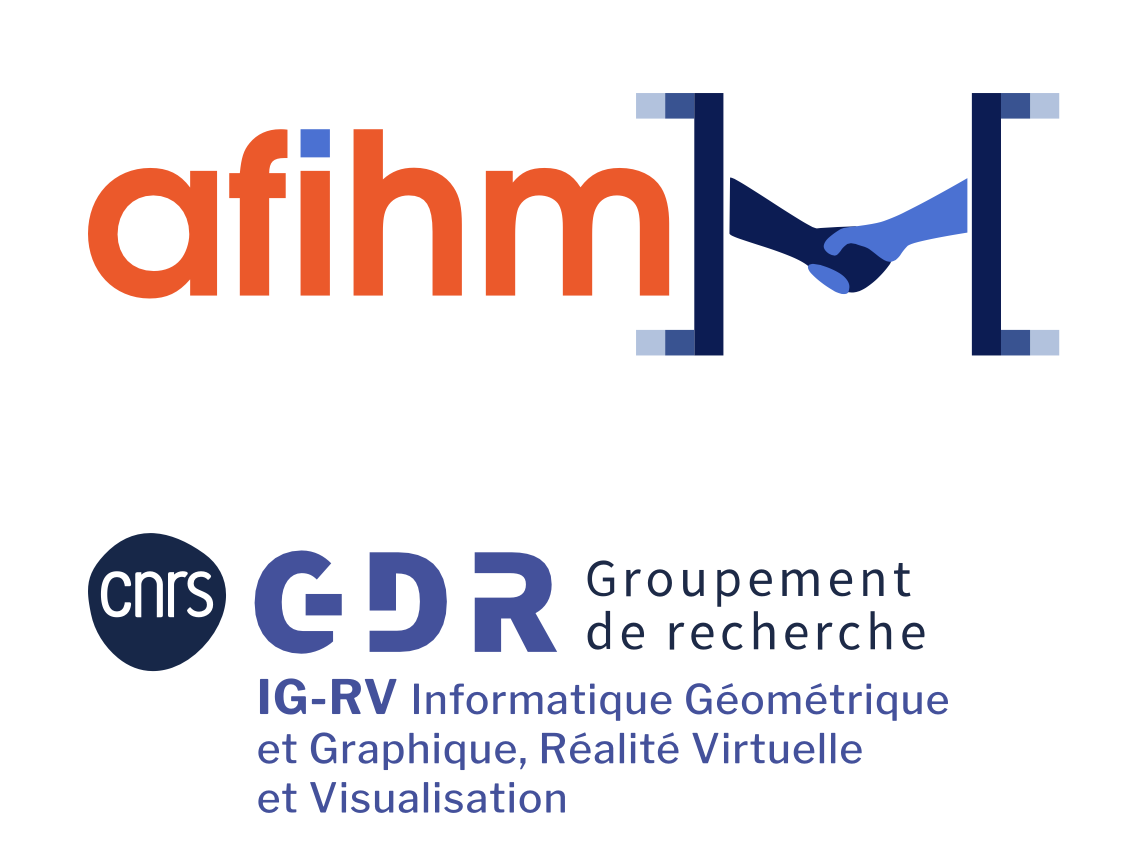 afihm
cnrs GDR Groupement
de recherche
IG-RV Informatique Géométrique
et Graphique, Réalité Virtuelle
et Visualisation